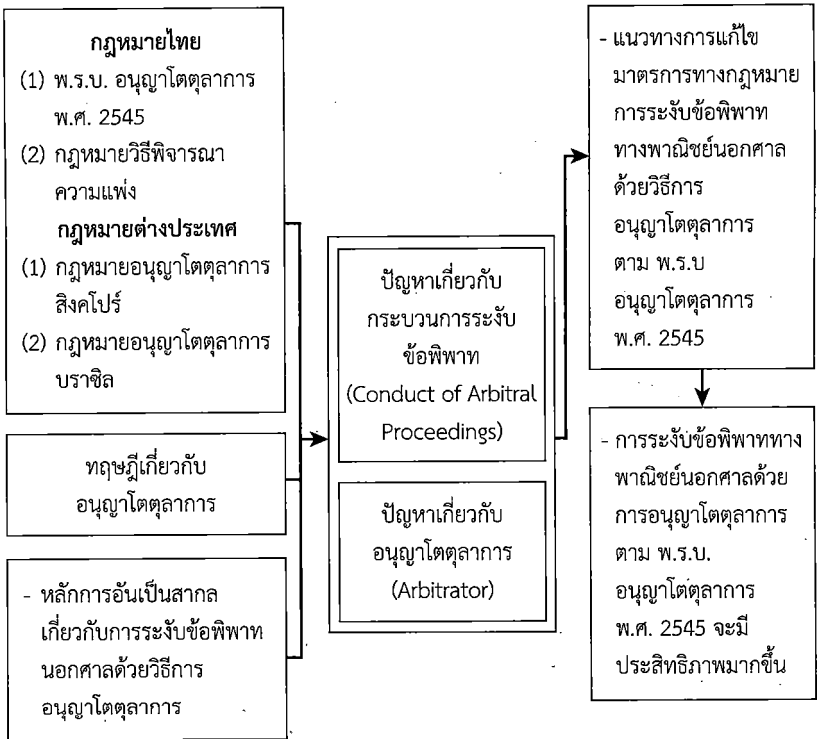 กฎหมายไทย
(1) พ.ร.บ. อนุญาโตตุลาการ
พ.ศ. 2545
(2) กฎหมายวิธีพิจารณา
ความแพ่ง
กฎหมายต่างประเทศ
(1) กฎหมายอนุญาโตตุลาการ
สิงคโปร์
(2) กฎหมายอนุญาโตตุลาการ
บราซิล
ทฤษฎีเกี่ยวกับ
อนุญาโตตุลาการ
- หลักการอันเป็นสากล
เกี่ยวกับการระงับข้อพิพาท
นอกศาลด้วยวิธีการ
อนุญาโตตุลาการ
ปัญหาเกี่ยวกับ
กระบวนการระงับ
ข้อพิพาท
(Conduct of Arbitral
Proceedings)
ปัญหาเกี่ยวกับ
อนุญาโตตุลาการ
(Arbitrator)
- แนวทางการแก้ไข
มาตรการทางกฎหมาย
การระงับข้อพิพาท
ทางพาณิชย์นอกศาล
ด้วยวิธีการ
อนุญาโตตุลาการ
ตาม พ.ร.บ
อนุญาโตตุลาการ
พ.ศ. 2545
- การระงับข้อพิพาททาง
พาณิชย์นอกศาลด้วย
การอนุญาโตตุลาการ
ตาม พ.ร.บ.
อนุญาโตตุลาการ
พ.ศ. 2545 จะมี
ประสิทธิภาพมากขึ้น